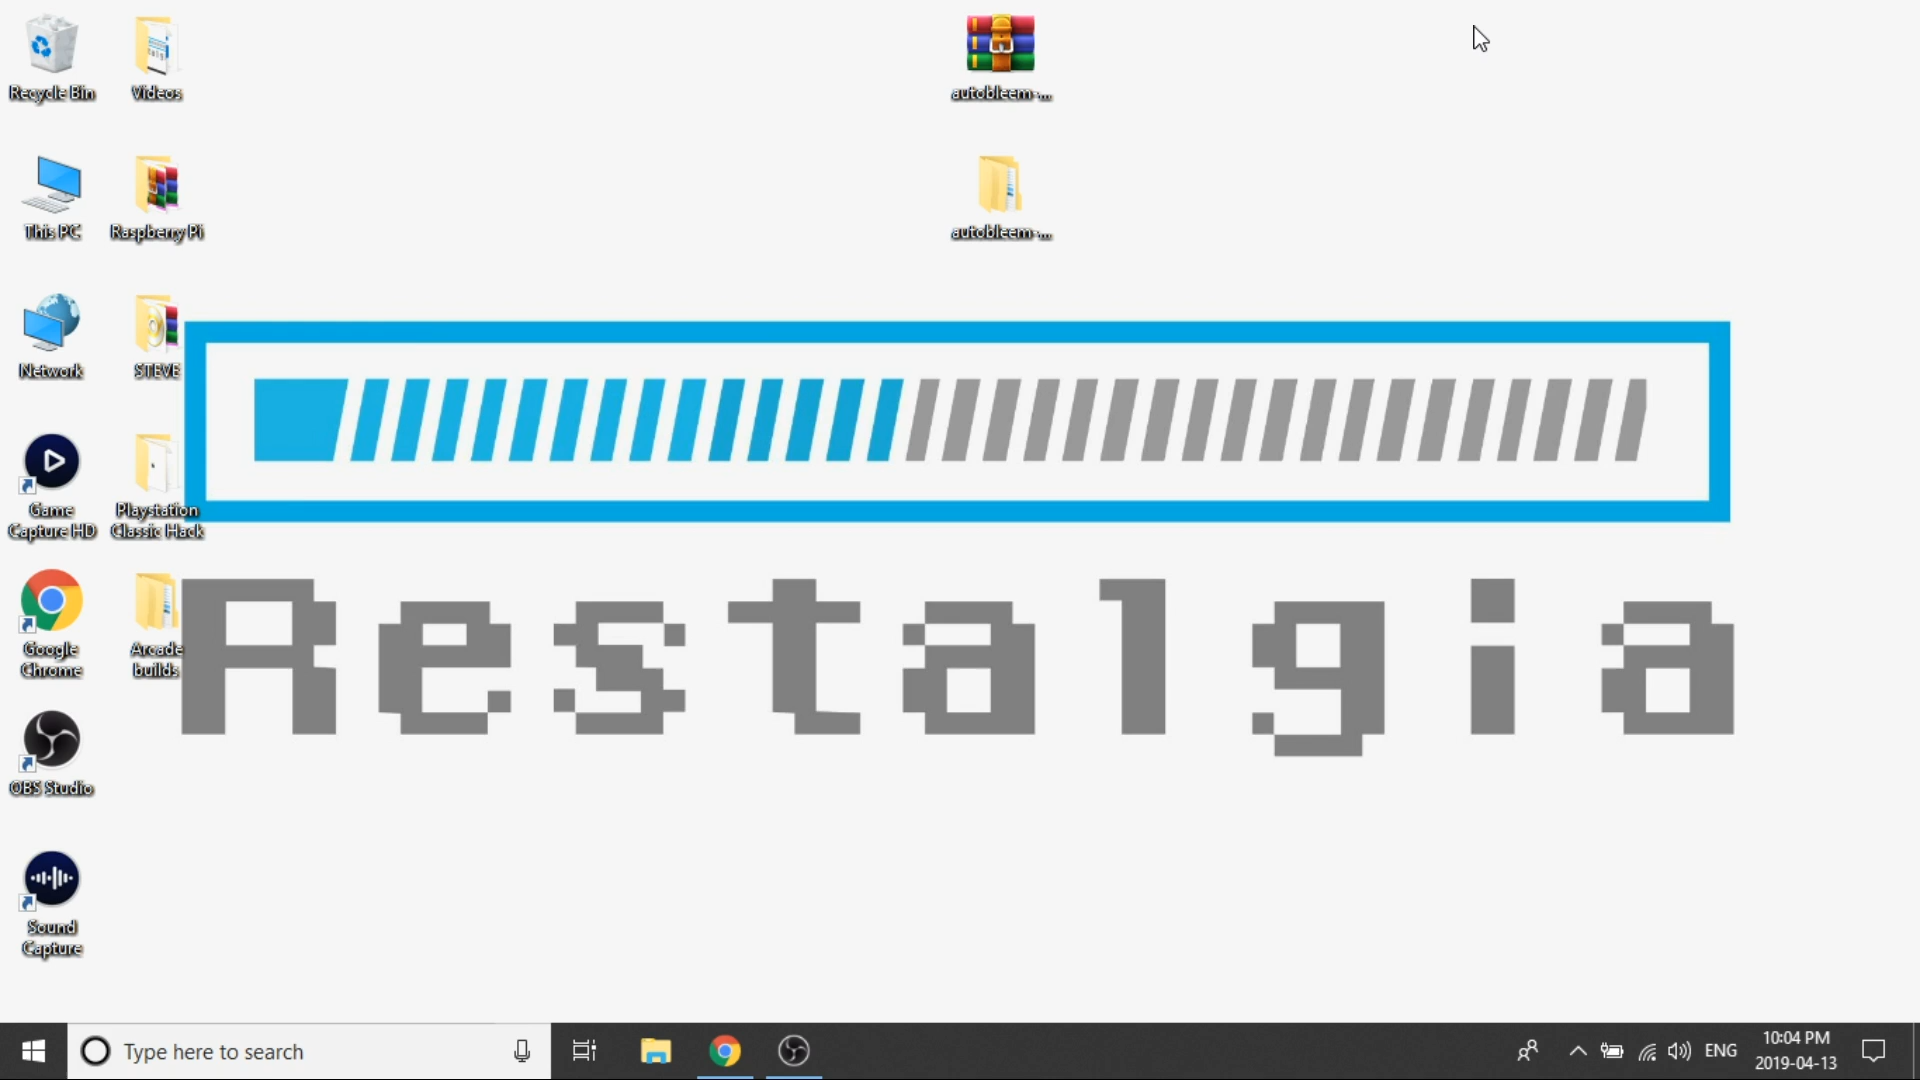 Recycle Bin
Videos
autobleem-...
This PC
Raspberry Pi
autobleem-...
Network
STEVE
Game
Capture HD
Playstation
Classic Hack
Google
Chrome
Arcade
builds
Restalgia
OBS Studio
Sound
Capture
Type here to search
ENG
10:04 PM
2019-04-13